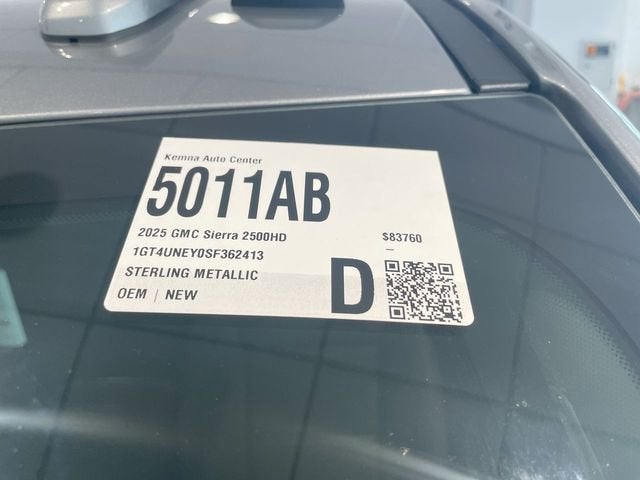 Kemna Auto Center
5011AB
2025 GMC Sierra 2500HD $83760
1GT4UNEY0SF362413 –
STERLING METALLIC
OEM | NEW D